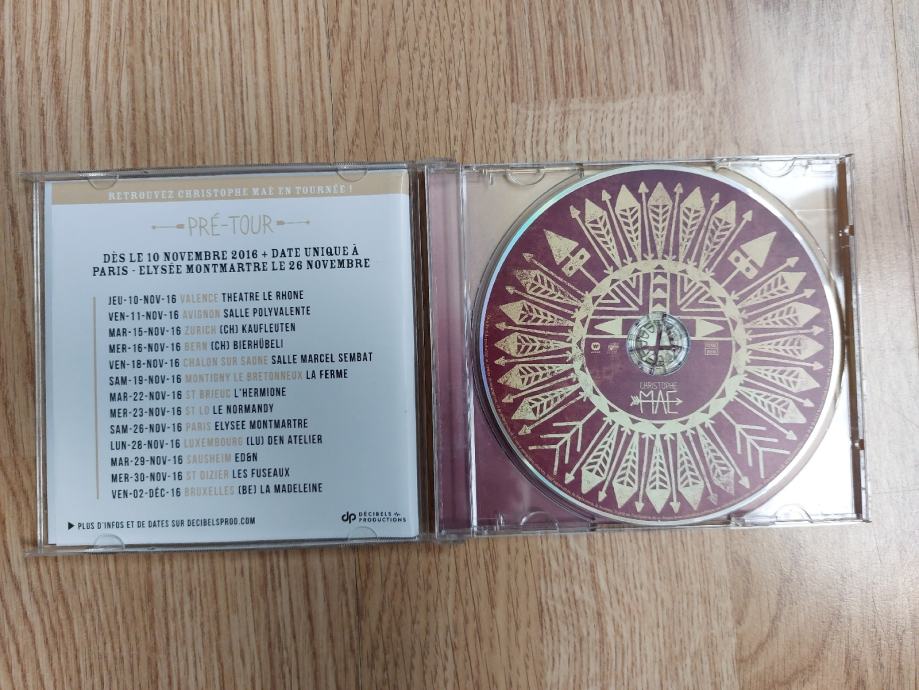 RETROUVEZ CHRISTOPHE MAÉ EN TOURNÉE !
PRÉ-TOUR
DÈS LE 10 NOVEMBRE 2016 + DATE UNIQUE À
PARIS - ELYSÉE MONTMARTRE LE 26 NOVEMBRE
JEU-10-NOV-16 VALENCE THEATRE LE RHONE
VEN-11-NOV-16 AVIGNON SALLE POLYVALENTE
MAR-15-NOV-16 ZURICH (CH) KAUFLEUTEN
MER-16-NOV-16 BERN (CH) BIERHÜBELI
VEN-18-NOV-16 CHALON SUR SAONE SALLE MARCEL SEMBAT
SAM-19-NOV-16 MONTIGNY LE BRETONNEUX LA FERME
MAR-22-NOV-16 ST BRIEUC L'HERMIONE
MER-23-NOV-16 ST LO LE NORMANDY
SAM-26-NOV-16 PARIS ELYSEE MONTMARTRE
LUN-28-NOV-16 LUXEMBOURG (LU) DEN ATELIER
MAR-29-NOV-16 SAUSHEIM ED&N
MER-30-NOV-16 ST DIZIER LES FUSEAUX
VEN-02-DÉC-16 BRUXELLES (BE) LA MADELEINE
PLUS D'INFOS ET DE DATES SUR DECIBELSPROD.COM
dp DÉCIBELS
PRODUCTIONS
CHRISTOPHE
MAE